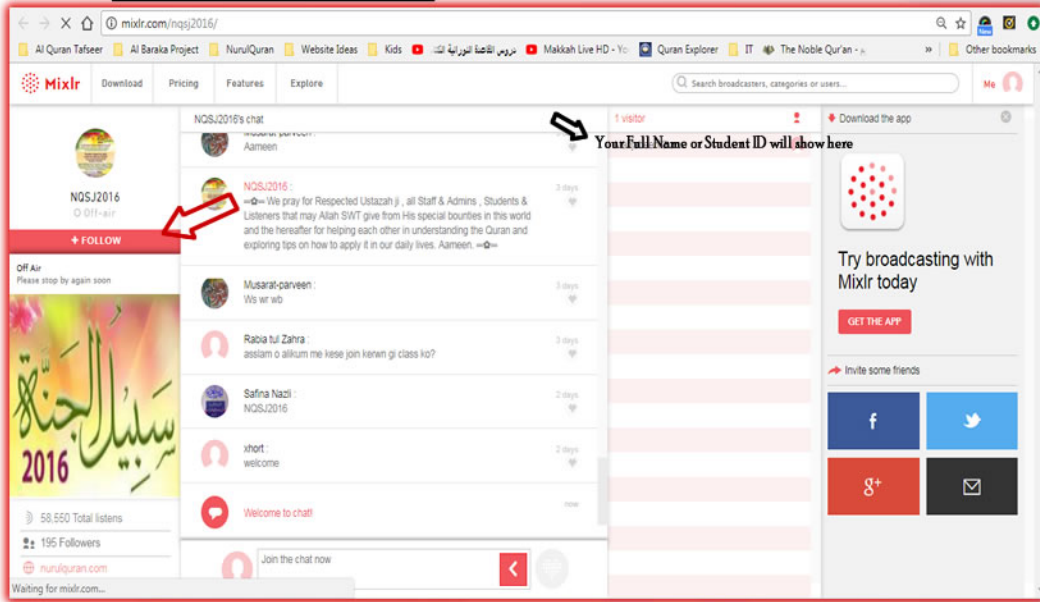 mixlr.com/nqsj2016/
New
Al Quran Tafseer
Al Baraka Project
NurulQuran
Website Ideas
Kids
Makkah Live HD - Yo
Quran Explorer
IT
The Noble Qur'an -
»
Other bookmarks
Mixlr
Download
Pricing
Features
Explore
Search broadcasters, categories or users...
Me
NQSJ2016
Off-air
+ FOLLOW
Off Air
Please stop by again soon
سبيل الجنة
2016
58,550 Total listens
195 Followers
nurulquran.com
Waiting for mixlr.com...
NQSJ2016's chat
Musarat-parveen :
Aameen
NQSJ2016 :
3 days
We pray for Respected Ustazah ji , all Staff & Admins , Students &
Listeners that may Allah SWT give from His special bounties in this world
and the hereafter for helping each other in understanding the Quran and
exploring tips on how to apply it in our daily lives. Aameen.
Musarat-parveen :
3 days
Ws wr wb
Rabia tul Zahra :
3 days
asslam o alikum me kese join kerwn gi class ko?
Safina Nazli :
2 days
NQSJ2016
xhort :
2 days
welcome
Welcome to chat!
now
Join the chat now
1 visitor
Your Full Name or Student ID will show here
Download the app
Try broadcasting with
Mixlr today
GET THE APP
Invite some friends
f
g+